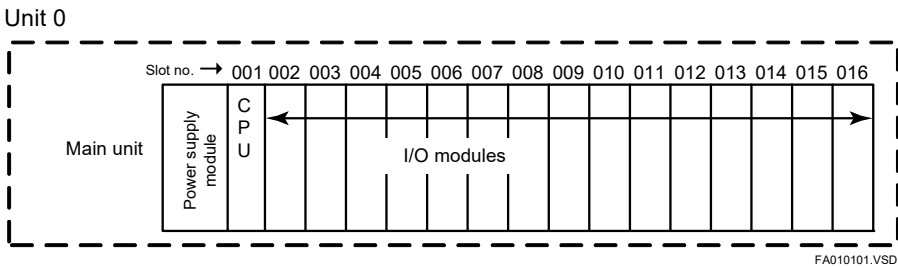 Unit 0
Slot no. → 001 002 003 004 005 006 007 008 009 010 011 012 013 014 015 016
Main unit
Power supply
module
C
P
U
I/O modules
FA010101.VSD